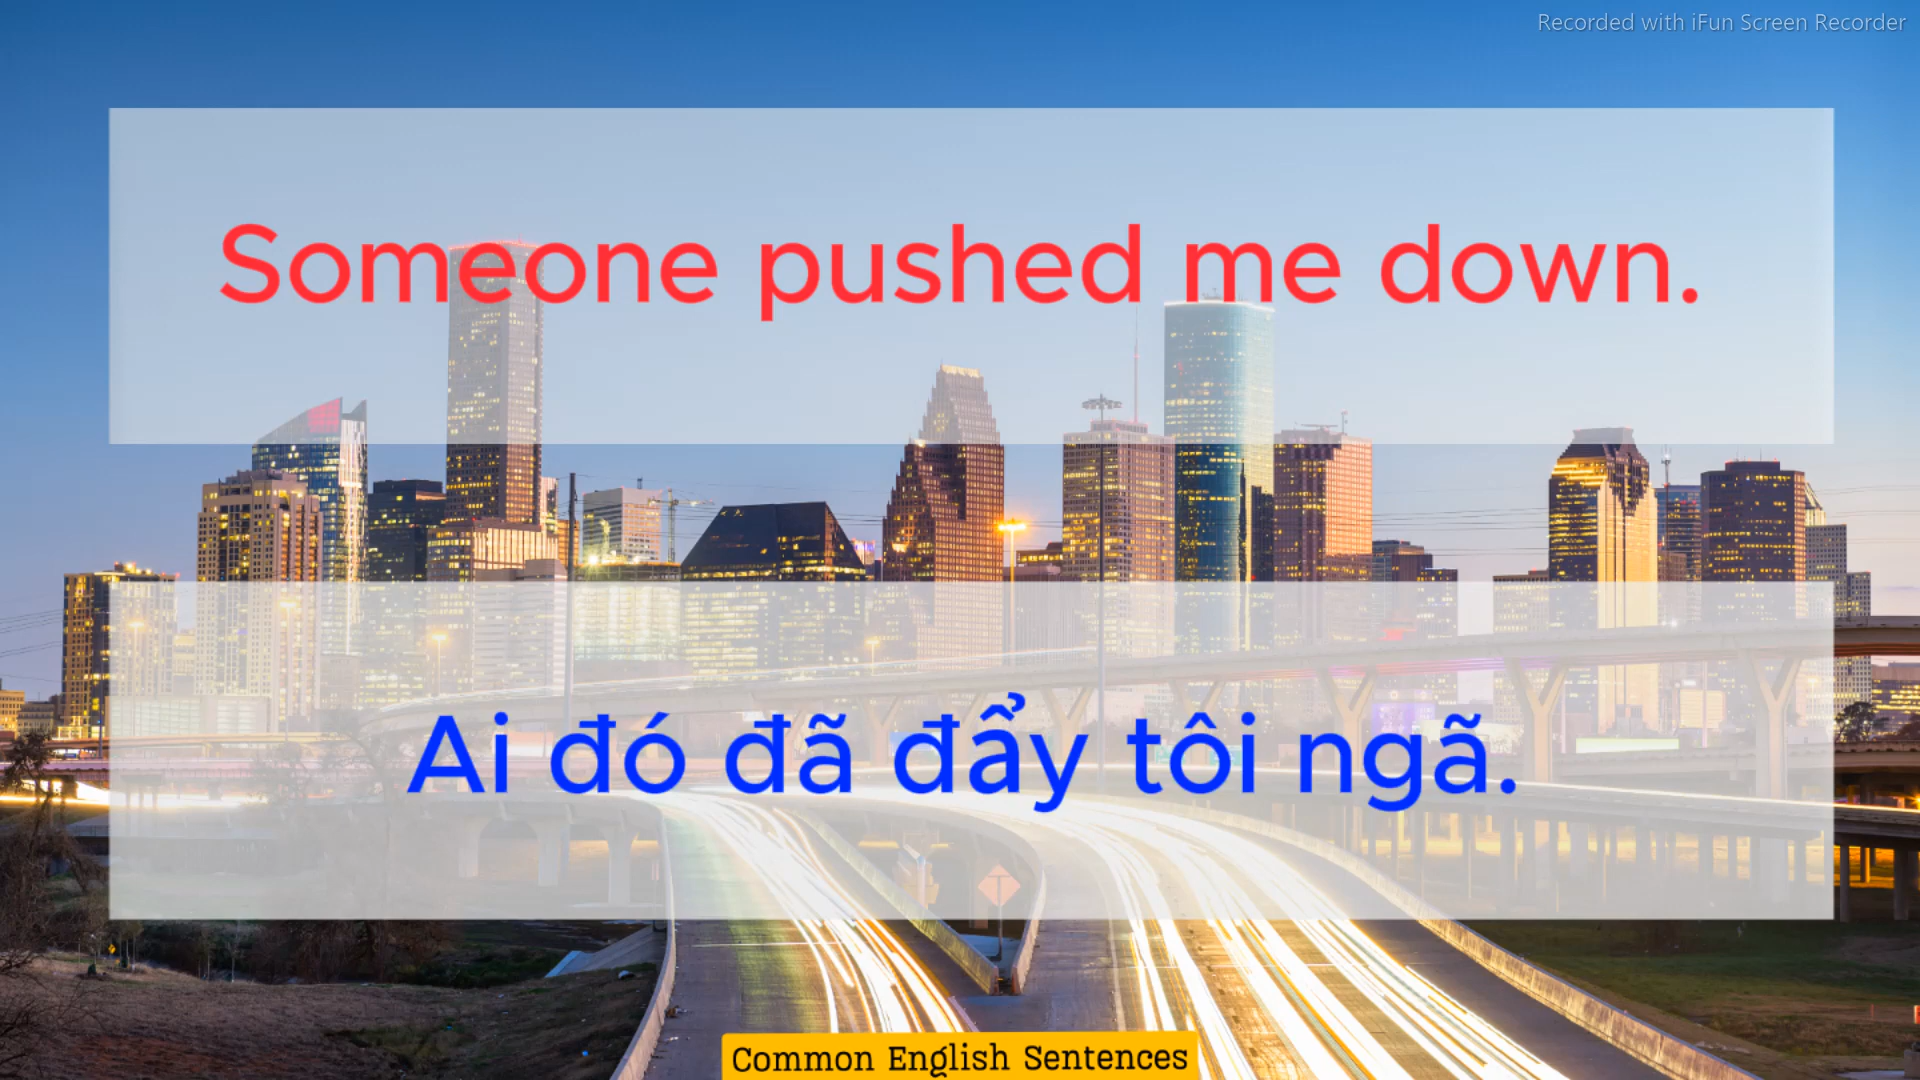 Recorded with iFun Screen Recorder
Someone pushed me down.
Ai đó đã đẩy tôi ngã.
Common English Sentences